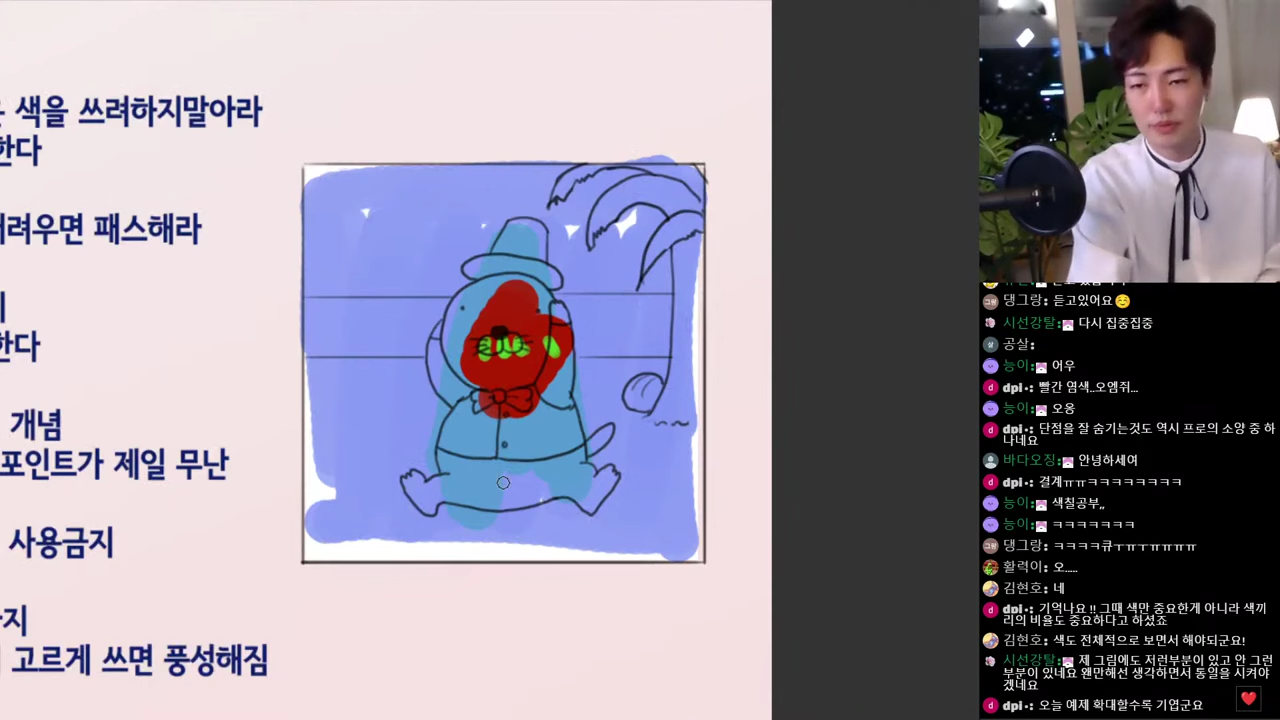 색을 쓰려하지말아라
한다
려우면 패스해라
한다
개념
포인트가 제일 무난
사용금지
지
고르게 쓰면 풍성해짐
댕그랑: 듣고있어요
시선강탈: 다시 집중집중
공살:
능이: 어우
dpi·: 빨간 염색..오엠쥐...
능이: 오옹
dpi·: 단점을 잘 숨기는것도 역시 프로의 소양 중 하
나네요
바다오징: 안녕하세여
dpi·: 결계ㅠㅠㅋㅋㅋㅋㅋㅋㅋㅋ
능이: 색칠공부,,
능이: ㅋㅋㅋㅋㅋㅋㅋ
댕그랑: ㅋㅋㅋㅋ큐ㅜㅠㅜㅠㅠㅠㅠ
활력이: 오.....
김현호: 네
dpi·: 기억나요 !! 그때 색만 중요한게 아니라 색끼
리의 비율도 중요하다고 하셨죠
김현호: 색도 전체적으로 보면서 해야되군요!
시선강탈: 제 그림에도 저런부분이 있고 안 그런
부분이 있네요 왠만해선 생각하면서 통일을 시켜야
겠네요
dpi·: 오늘 예제 확대할수록 기엽군요